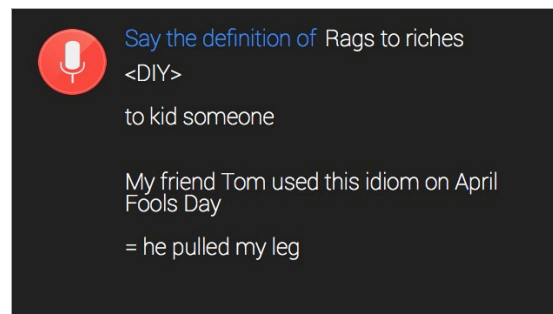 Say the definition of Rags to riches
<DIY>
to kid someone
My friend Tom used this idiom on April
Fools Day
= he pulled my leg